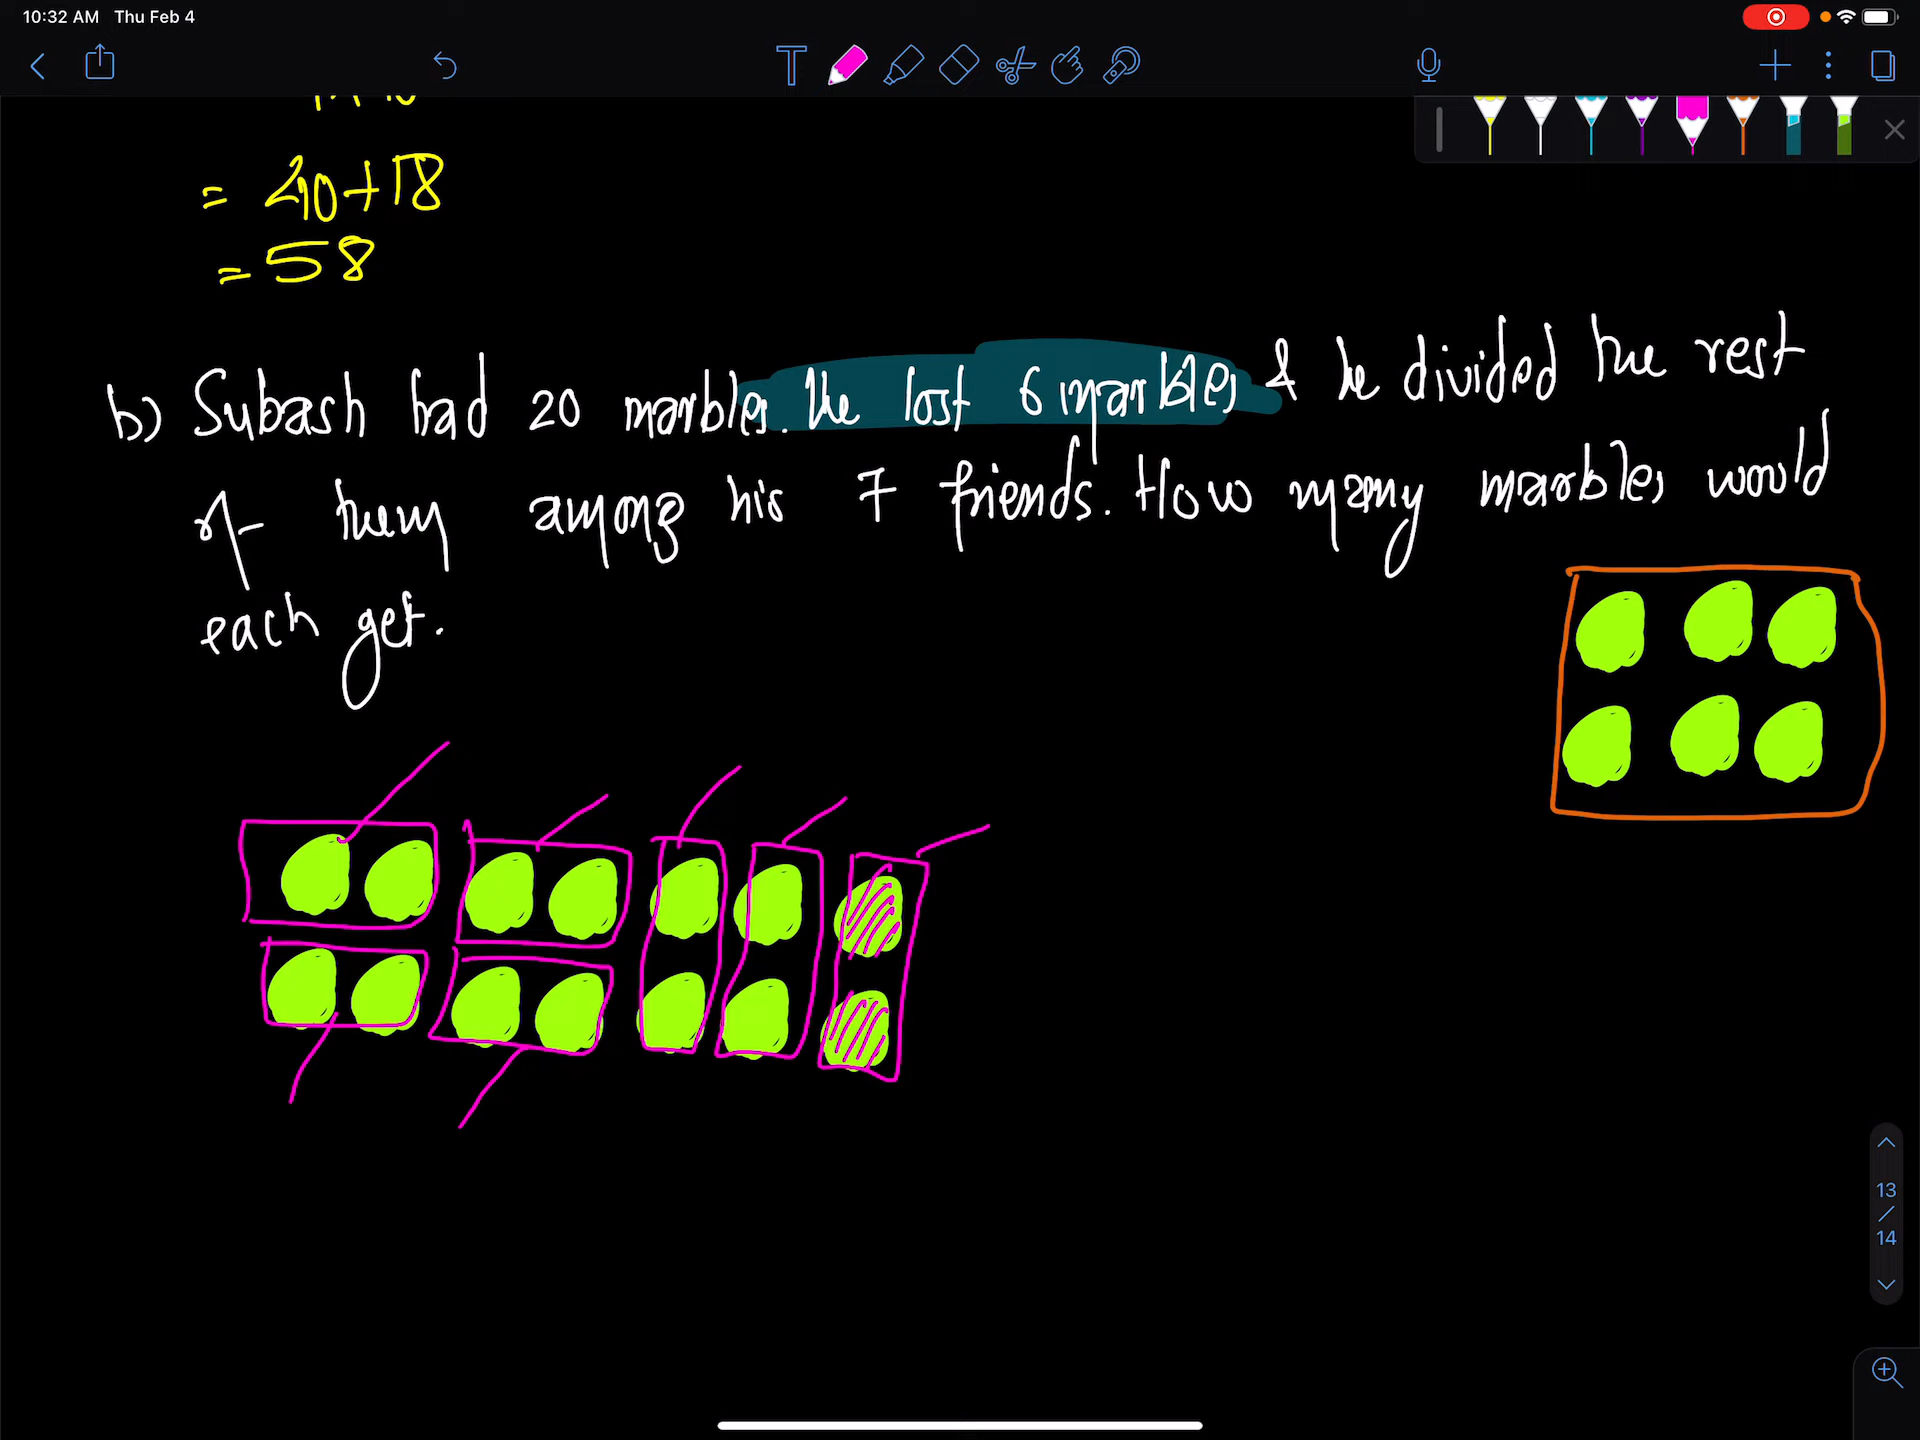 10:32 AM Thu Feb 4
= 40+18
= 58
b) Subash had 20 marbles. He lost 6 marbles & he divided the rest
of them among his 7 friends. How many marbles would
each get.
13
/
14